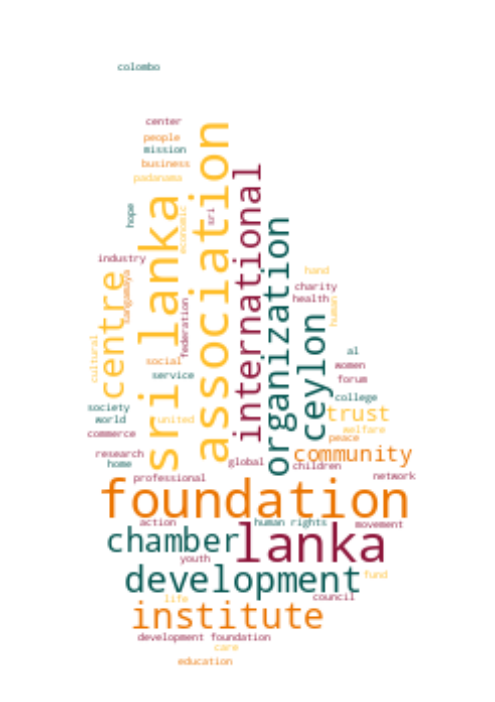 colombo
center
people
mission
business
padanama
hope
sri
economic
association
sri lanka
international
organization
industry
sangamaya
centre
federation
hand
charity
health
human
ceylon
cultural
social
service
al
women
forum
college
society
world
united
trust
commerce
welfare
peace
research
home
global
community
children
professional
network
foundation
action
human rights
movement
chamber
lanka
youth
development
fund
life
council
institute
development foundation
care
education